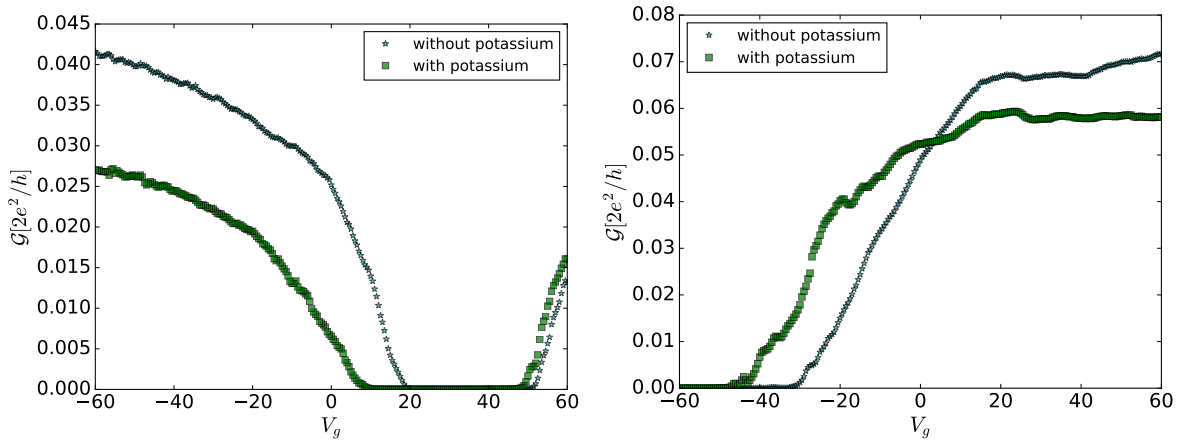 0.045
0.040
0.035
0.030
0.025
0.020
0.015
0.010
0.005
0.000
𝒢[2e²/h]
−60 −40 −20 0 20 40 60
V_g
without potassium
with potassium
0.08
0.07
0.06
0.05
0.04
0.03
0.02
0.01
0.00
𝒢[2e²/h]
−60 −40 −20 0 20 40 60
V_g
without potassium
with potassium